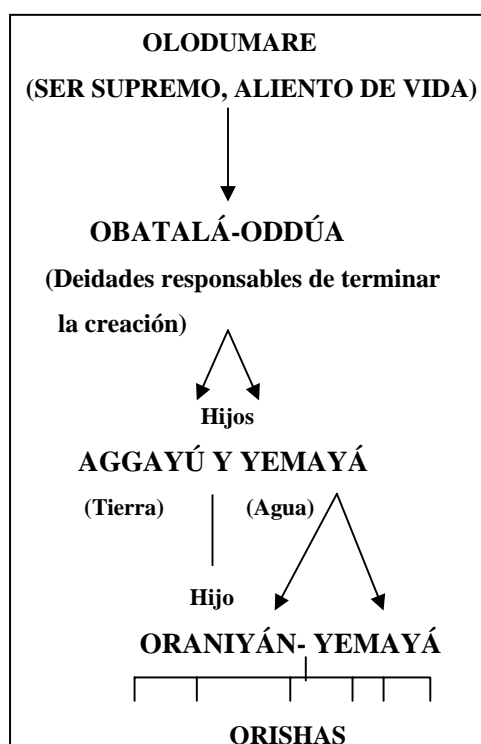 OLODUMARE
(SER SUPREMO, ALIENTO DE VIDA)
OBATALÁ-ODDÚA
(Deidades responsables de terminar
la creación)
Hijos
AGGAYÚ Y YEMAYÁ
(Tierra) (Agua)
Hijo
ORANIYÁN- YEMAYÁ
ORISHAS